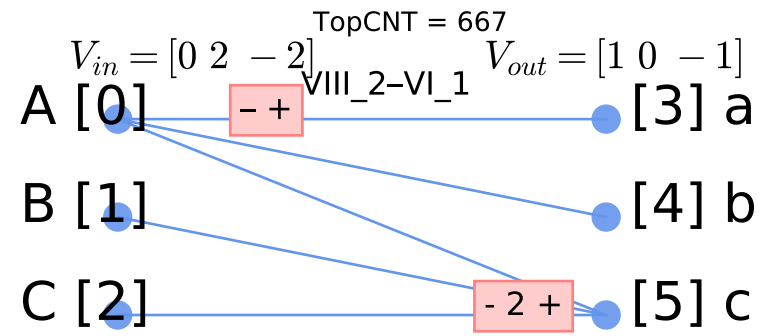 TopCNT = 667
V_in = [0 2 − 2] V_out = [1 0 − 1]
VIII_2–VI_1
A [0] – + [3] a
B [1] [4] b
C [2] - 2 + [5] c